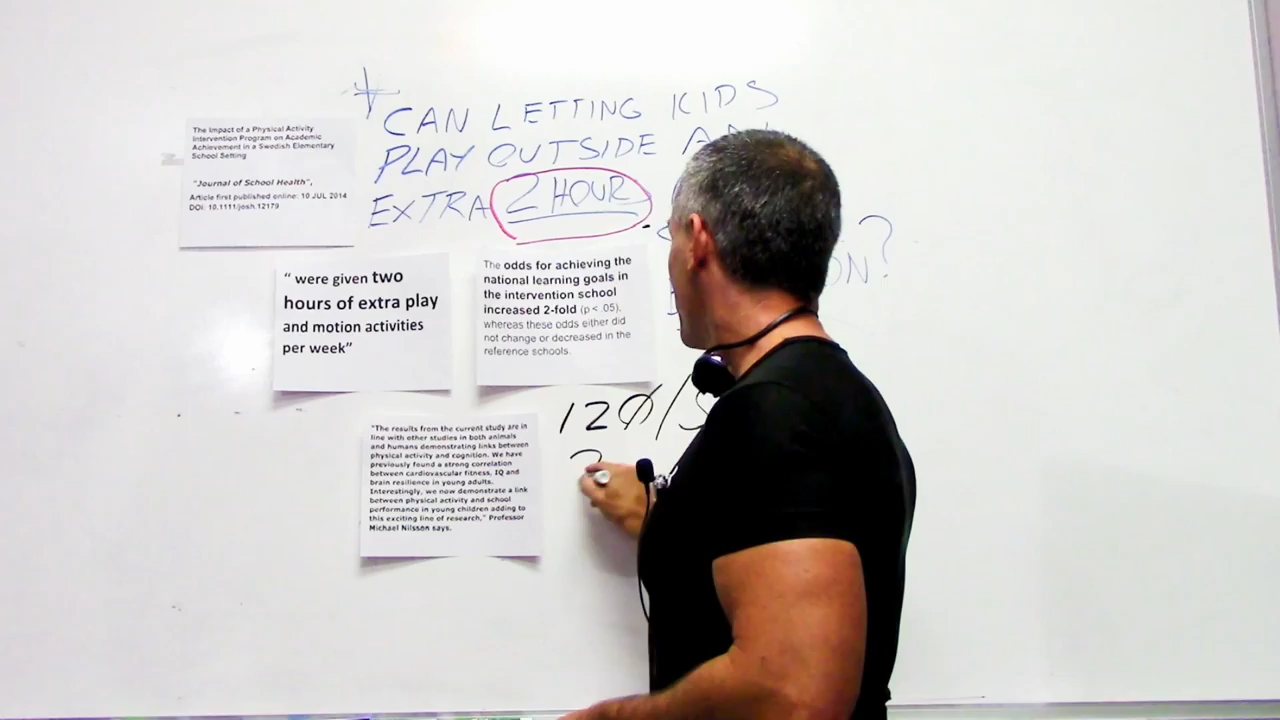 CAN LETTING KIDS
PLAY OUTSIDE
EXTRA 2 HOUR
ON?
The Impact of a Physical Activity
Intervention Program on Academic
Achievement in a Swedish Elementary
School Setting
"Journal of School Health",
Article first published online: 10 JUL 2014
DOI: 10.1111/josh.12179
" were given two
hours of extra play
and motion activities
per week"
The odds for achieving the
national learning goals in
the intervention school
increased 2-fold (p < .05),
whereas these odds either did
not change or decreased in the
reference schools.
120/5
"The results from the current study are in
line with other studies in both animals
and humans demonstrating links between
physical activity and cognition. We have
previously found a strong correlation
between cardiovascular fitness, IQ and
brain resilience in young adults.
Interestingly, we now demonstrate a link
between physical activity and school
performance in young children adding to
this exciting line of research," Professor
Michael Nilsson says.